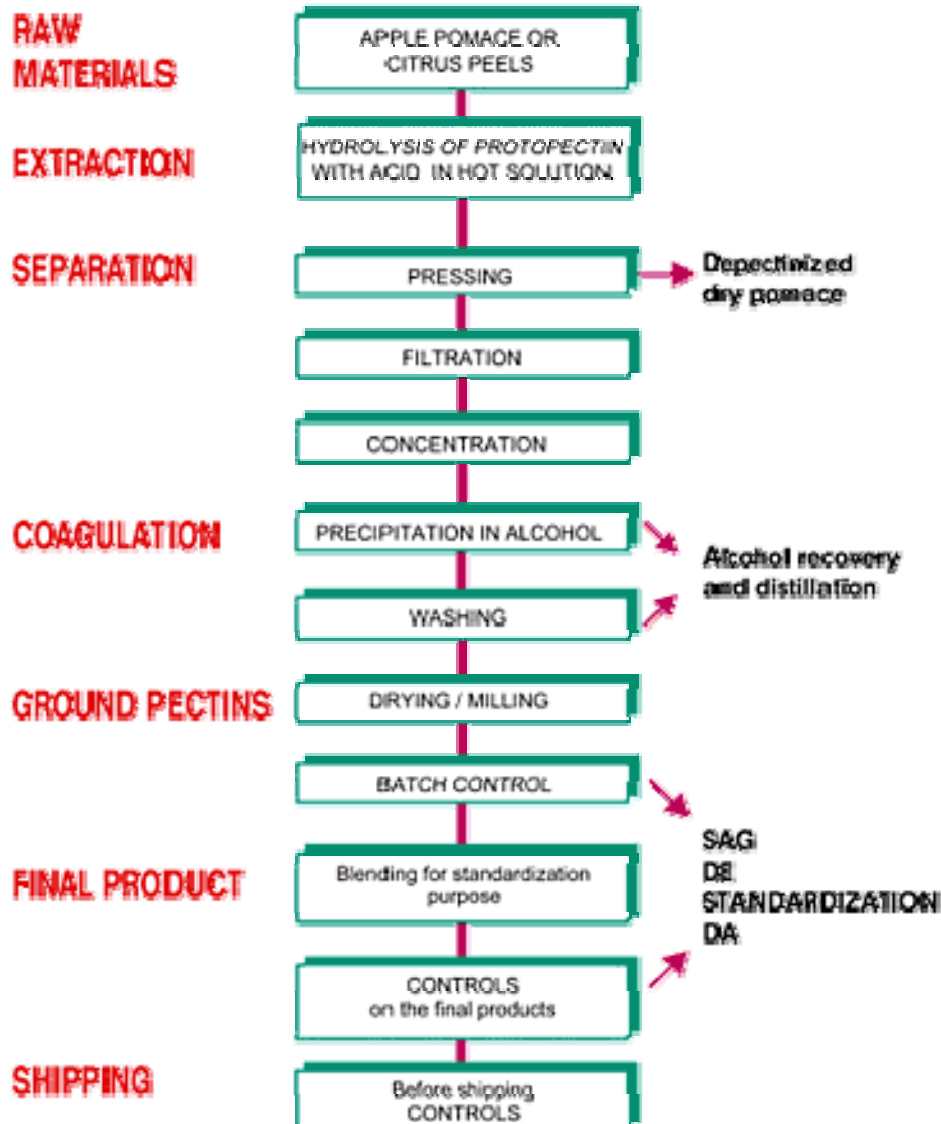 RAW
MATERIALS
APPLE POMACE OR
CITRUS PEELS
EXTRACTION
HYDROLYSIS OF PROTOPECTIN
WITH ACID IN HOT SOLUTION
SEPARATION
PRESSING
Depectinized
dry pomace
FILTRATION
CONCENTRATION
COAGULATION
PRECIPITATION IN ALCOHOL
Alcohol recovery
and distillation
WASHING
GROUND PECTINS
DRYING / MILLING
BATCH CONTROL
SAG
DE
STANDARDIZATION
DA
FINAL PRODUCT
Blending for standardization
purpose
CONTROLS
on the final products
SHIPPING
Before shipping
CONTROLS